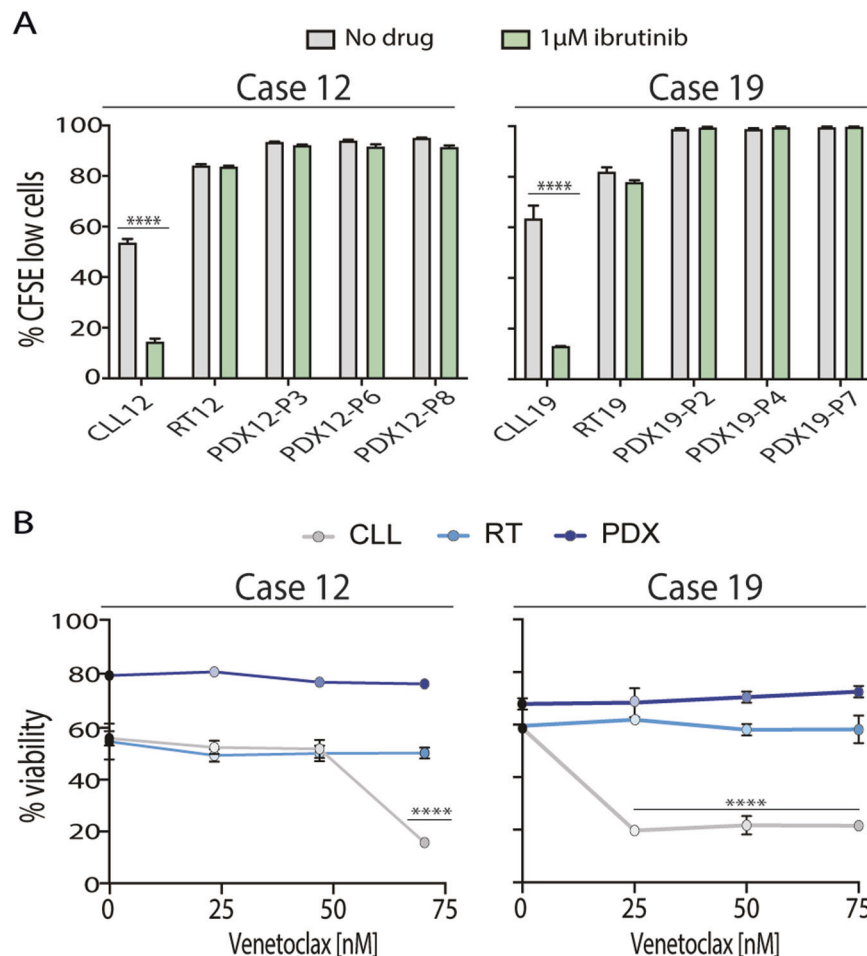 A
No drug 1μM ibrutinib
Case 12 Case 19
% CFSE low cells
100
80
60
40
20
0
****
****
CLL12 RT12 PDX12-P3 PDX12-P6 PDX12-P8
CLL19 RT19 PDX19-P2 PDX19-P4 PDX19-P7
B
CLL RT PDX
Case 12 Case 19
% viability
100
80
60
40
20
0
****
****
0 25 50 75
0 25 50 75
Venetoclax [nM] Venetoclax [nM]